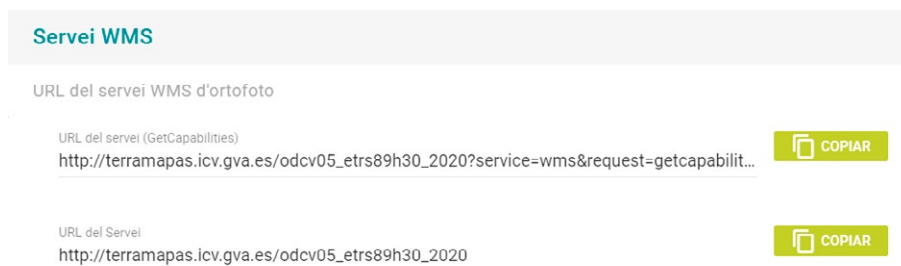 Servei WMS
URL del servei WMS d'ortofoto
URL del servei (GetCapabilities)
http://terramapas.icv.gva.es/odcv05_etrs89h30_2020?service=wms&request=getcapabilit...
COPIAR
URL del Servei
http://terramapas.icv.gva.es/odcv05_etrs89h30_2020
COPIAR